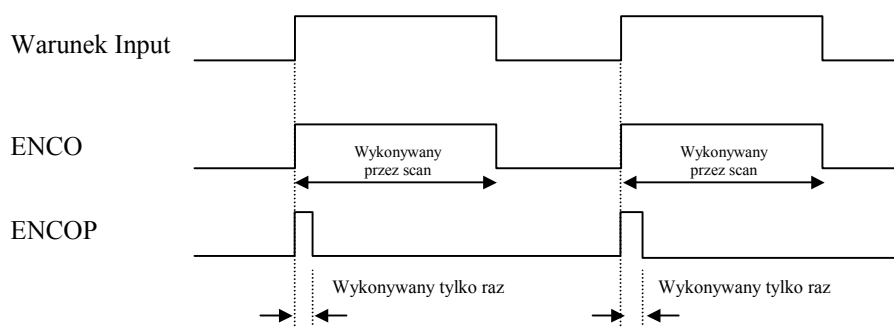 Warunek Input
ENCO
Wykonywany
przez scan
Wykonywany
przez scan
ENCOP
Wykonywany tylko raz
Wykonywany tylko raz